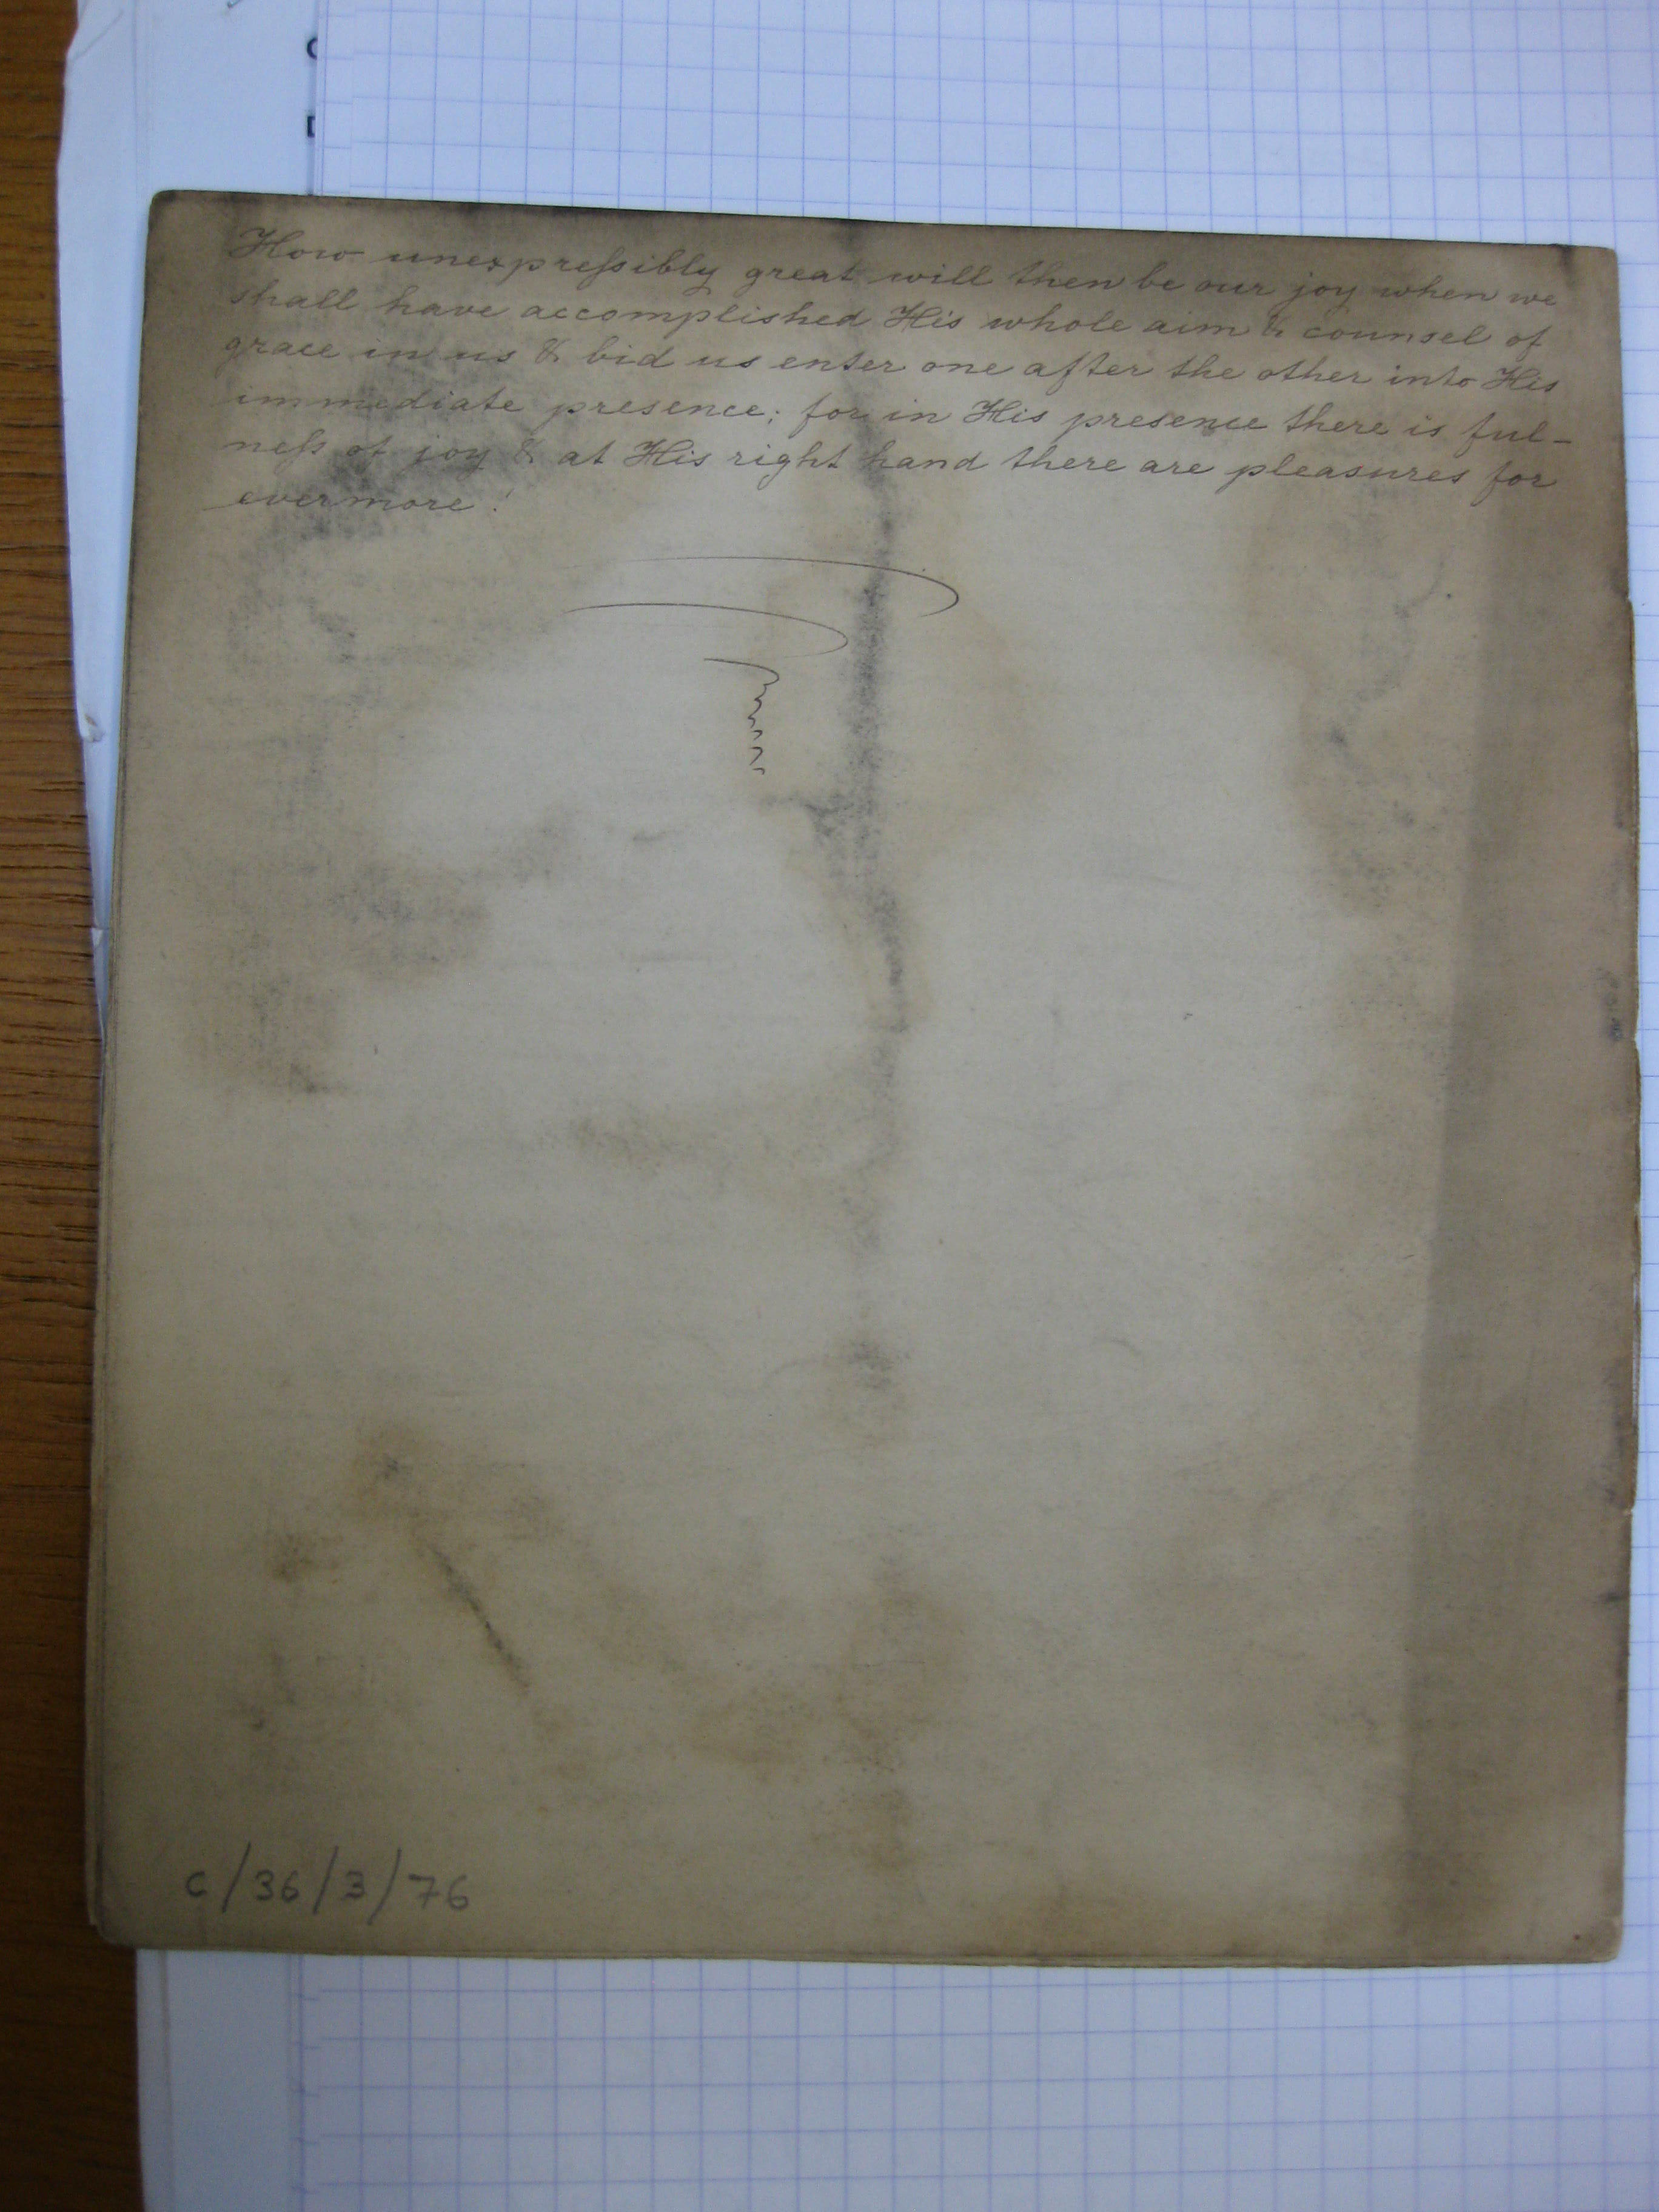 How unexpressibly great will then be our joy when we
shall have accomplished His whole aim & counsel of
grace in us & bid us enter one after the other into His
immediate presence; for in His presence there is ful-
ness of joy & at His right hand there are pleasures for
evermore!
C/36/3/76